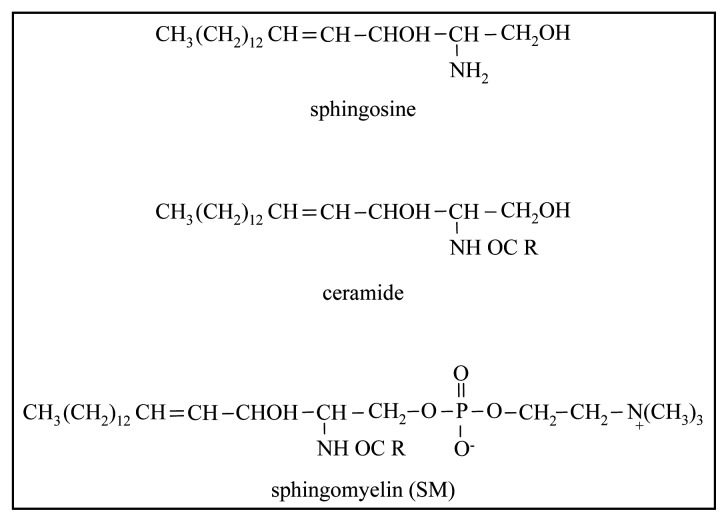 CH₃(CH₂)₁₂ CH=CH–CHOH–CH–CH₂OH
NH₂
sphingosine
CH₃(CH₂)₁₂ CH=CH–CHOH–CH–CH₂OH
NH OC R
ceramide
O
CH₃(CH₂)₁₂ CH=CH–CHOH–CH–CH₂–O–P–O–CH₂–CH₂–N(CH₃)₃
+
NH OC R O⁻
sphingomyelin (SM)